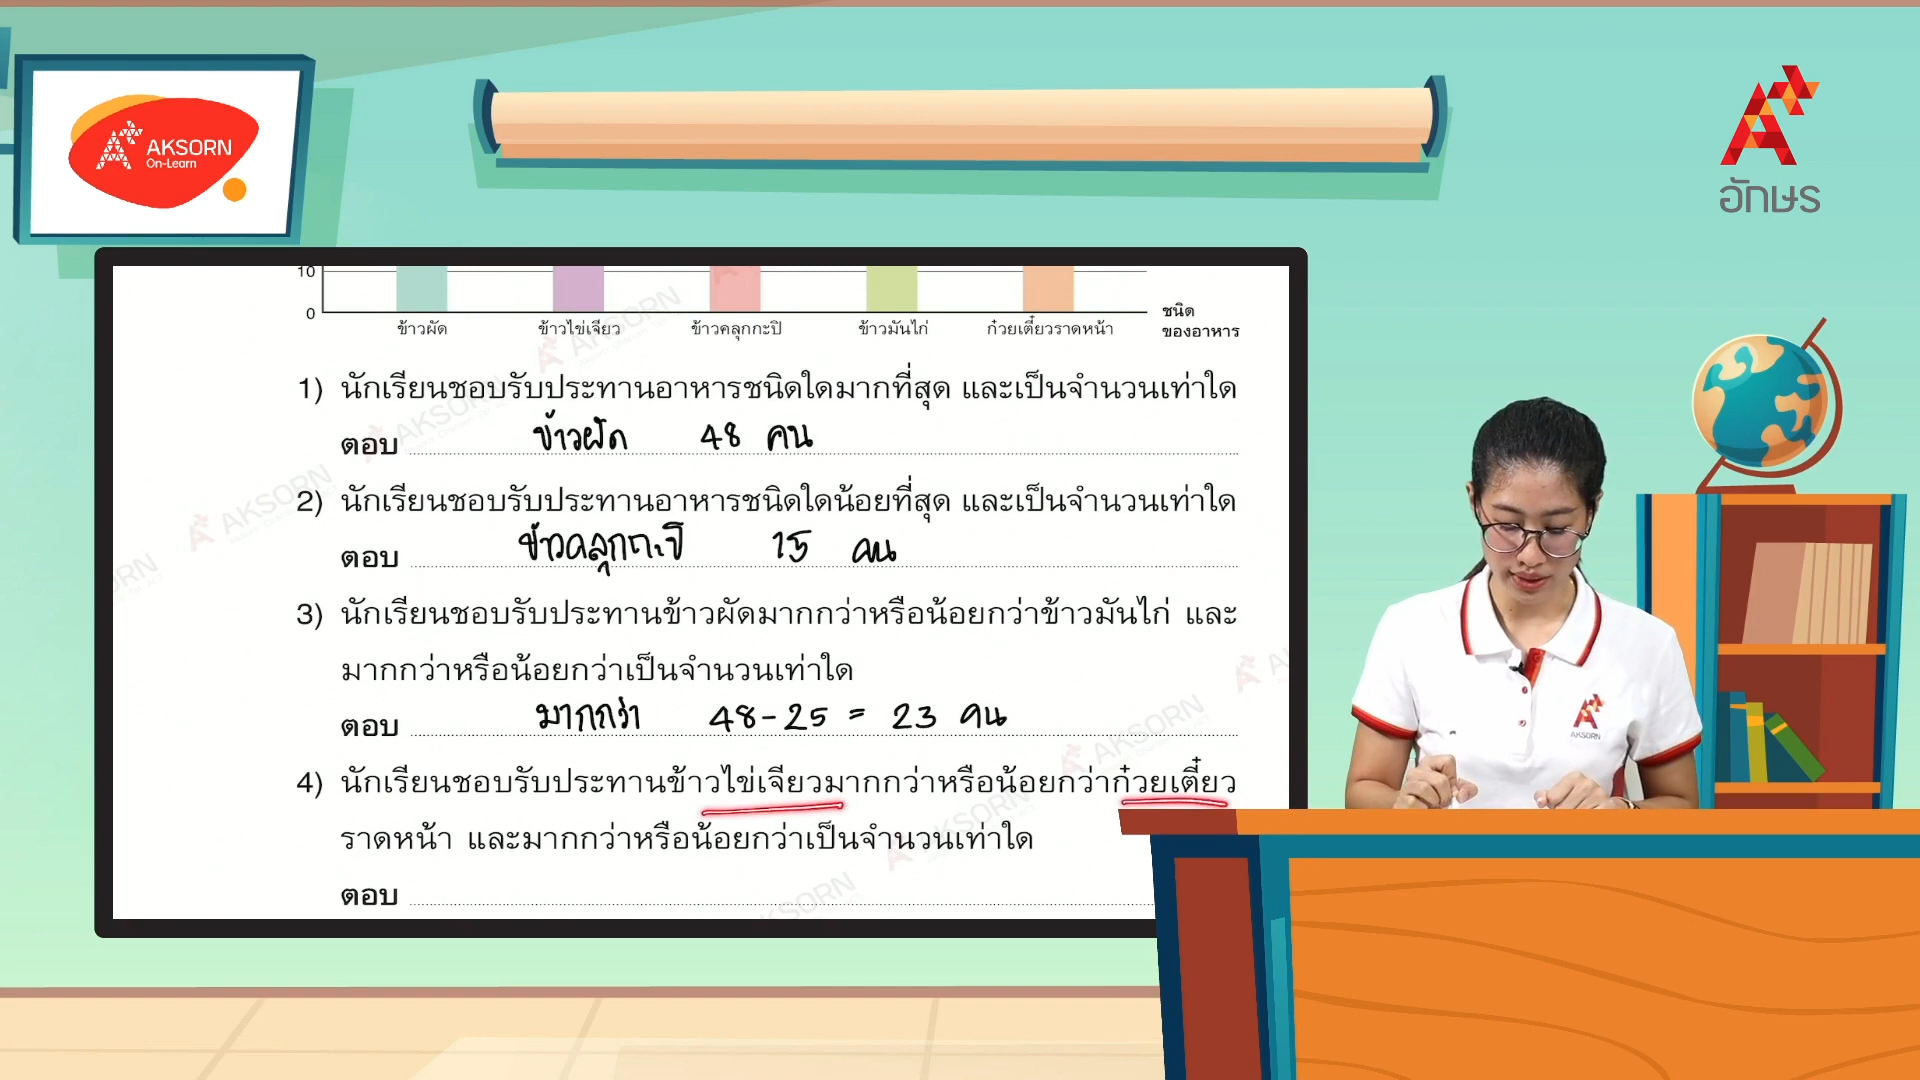 AKSORN
On-Learn
อักษร
10
0
ข้าวผัด ข้าวไข่เจียว ข้าวคลุกกะปิ ข้าวมันไก่ ก๋วยเตี๋ยวราดหน้า
ชนิด
ของอาหาร
1) นักเรียนชอบรับประทานอาหารชนิดใดมากที่สุด และเป็นจำนวนเท่าใด
ตอบ ข้าวผัด 48 คน
2) นักเรียนชอบรับประทานอาหารชนิดใดน้อยที่สุด และเป็นจำนวนเท่าใด
ตอบ ข้าวคลุกกะปิ 15 คน
3) นักเรียนชอบรับประทานข้าวผัดมากกว่าหรือน้อยกว่าข้าวมันไก่ และ
มากกว่าหรือน้อยกว่าเป็นจำนวนเท่าใด
ตอบ มากกว่า 48-25 = 23 คน
4) นักเรียนชอบรับประทานข้าวไข่เจียวมากกว่าหรือน้อยกว่าก๋วยเตี๋ยว
ราดหน้า และมากกว่าหรือน้อยกว่าเป็นจำนวนเท่าใด
ตอบ
AKSORN